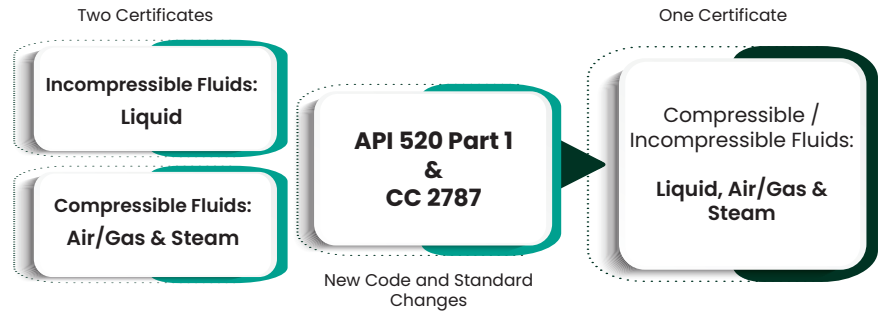 Two Certificates
Incompressible Fluids:
Liquid
Compressible Fluids:
Air/Gas & Steam
API 520 Part 1
&
CC 2787
New Code and Standard
Changes
One Certificate
Compressible /
Incompressible Fluids:
Liquid, Air/Gas &
Steam